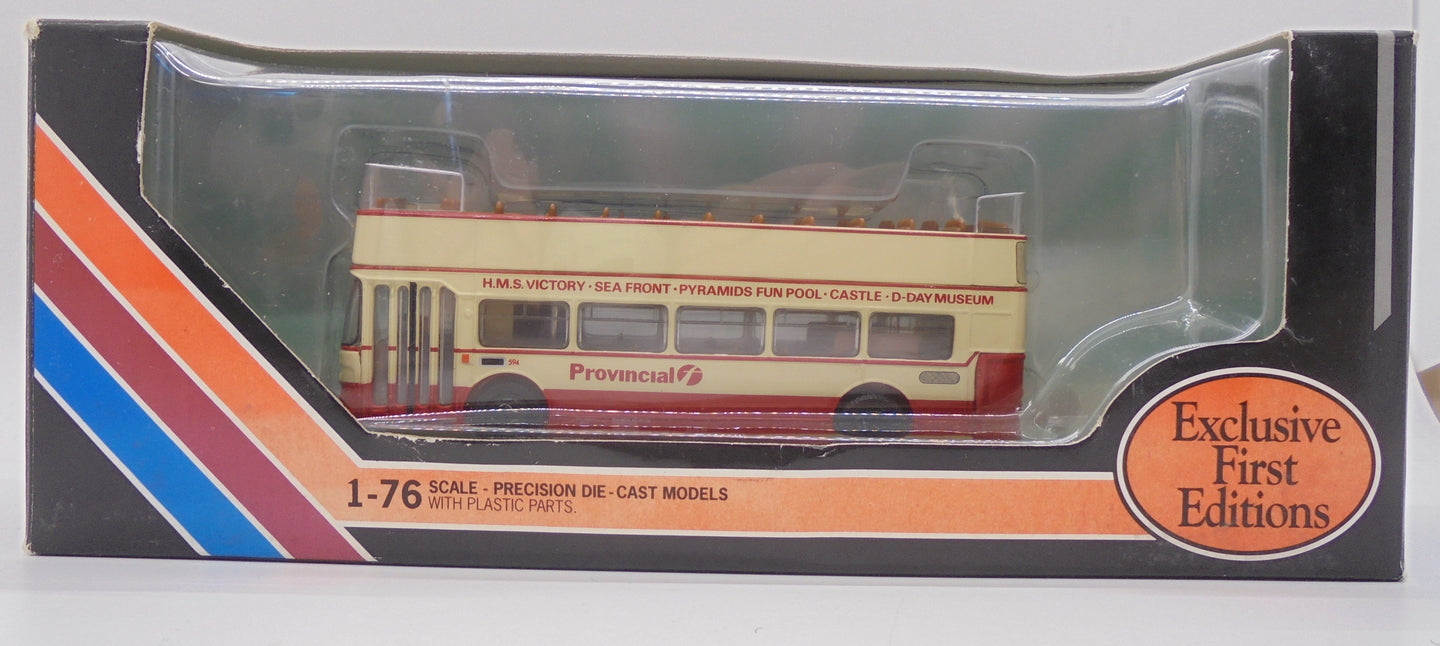 H.M.S. VICTORY · SEA FRONT · PYRAMIDS FUN POOL · CASTLE · D-DAY MUSEUM
594
Provincial
1-76 SCALE - PRECISION DIE-CAST MODELS
WITH PLASTIC PARTS.
Exclusive
First
Editions